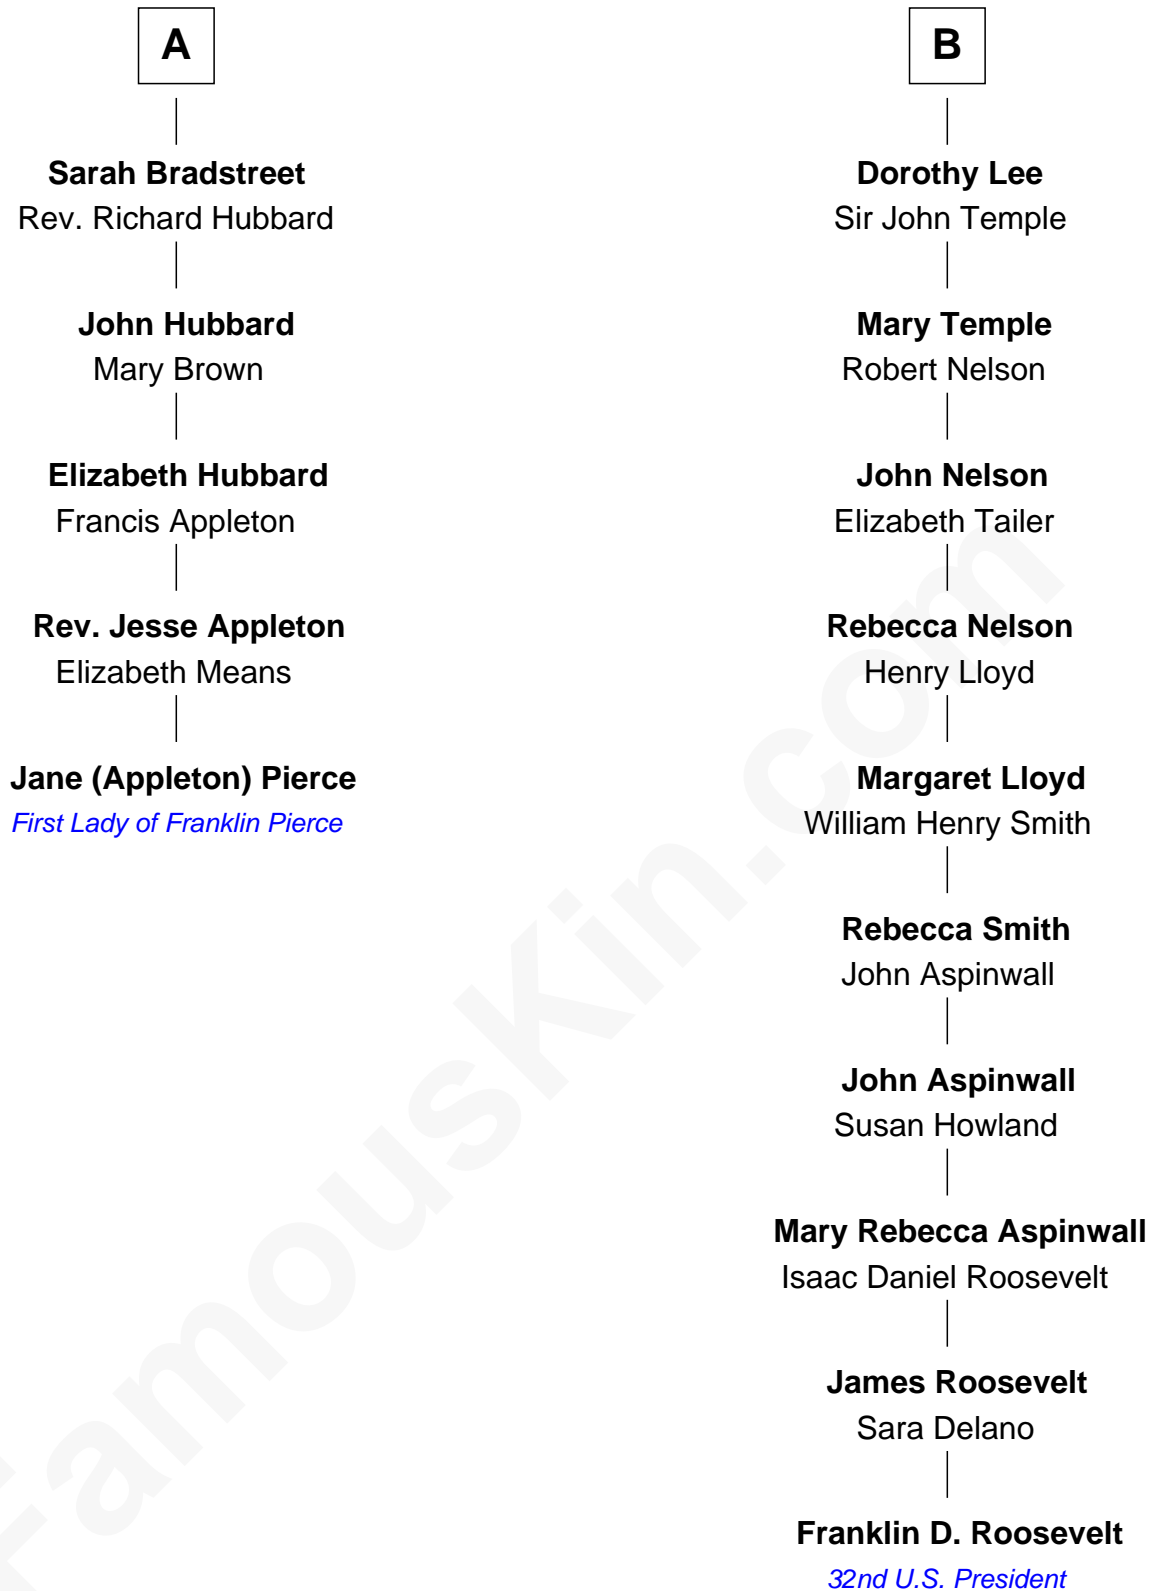 A
Sarah Bradstreet
Rev. Richard Hubbard
John Hubbard
Mary Brown
Elizabeth Hubbard
Francis Appleton
Rev. Jesse Appleton
Elizabeth Means
Jane (Appleton) Pierce
First Lady of Franklin Pierce
B
Dorothy Lee
Sir John Temple
Mary Temple
Robert Nelson
John Nelson
Elizabeth Tailer
Rebecca Nelson
Henry Lloyd
Margaret Lloyd
William Henry Smith
Rebecca Smith
John Aspinwall
John Aspinwall
Susan Howland
Mary Rebecca Aspinwall
Isaac Daniel Roosevelt
James Roosevelt
Sara Delano
Franklin D. Roosevelt
32nd U.S. President
FamousKin.com